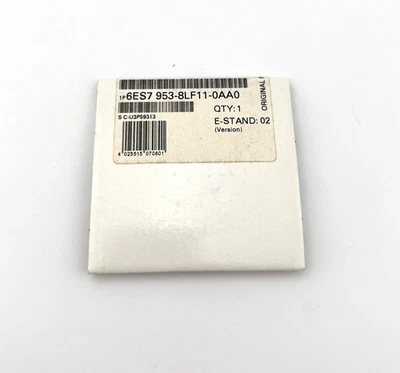 1P 6ES7 953-8LF11-0AA0
QTY: 1
S C-U3P59313
E-STAND: 02
(Version)
4 025515 070801
ORIGINAL